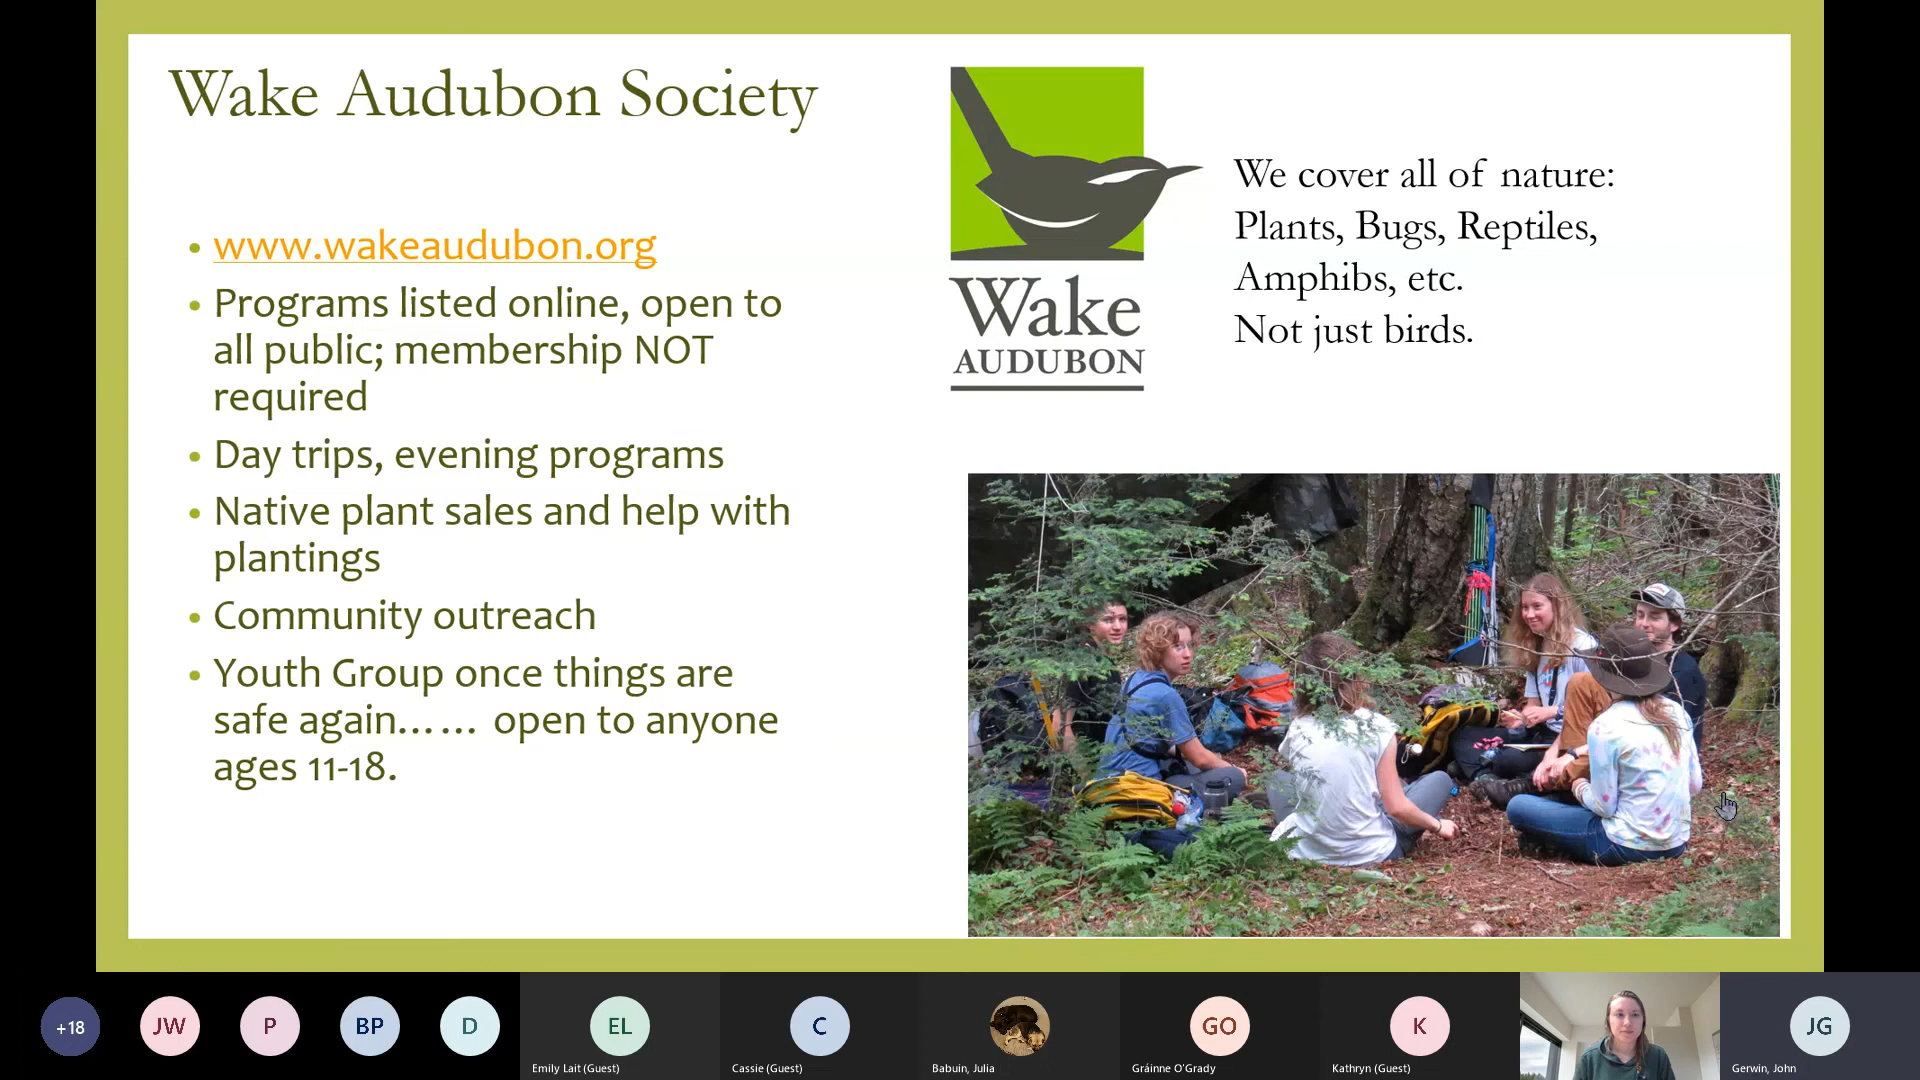 Wake Audubon Society
• www.wakeaudubon.org
• Programs listed online, open to
all public; membership NOT
required
• Day trips, evening programs
• Native plant sales and help with
plantings
• Community outreach
• Youth Group once things are
safe again…… open to anyone
ages 11-18.
Wake
AUDUBON
We cover all of nature:
Plants, Bugs, Reptiles,
Amphibs, etc.
Not just birds.
+18
JW
P
BP
D
EL
Emily Lait (Guest)
C
Cassie (Guest)
Babuin, Julia
GO
Gráinne O'Grady
K
Kathryn (Guest)
JG
Gerwin, John